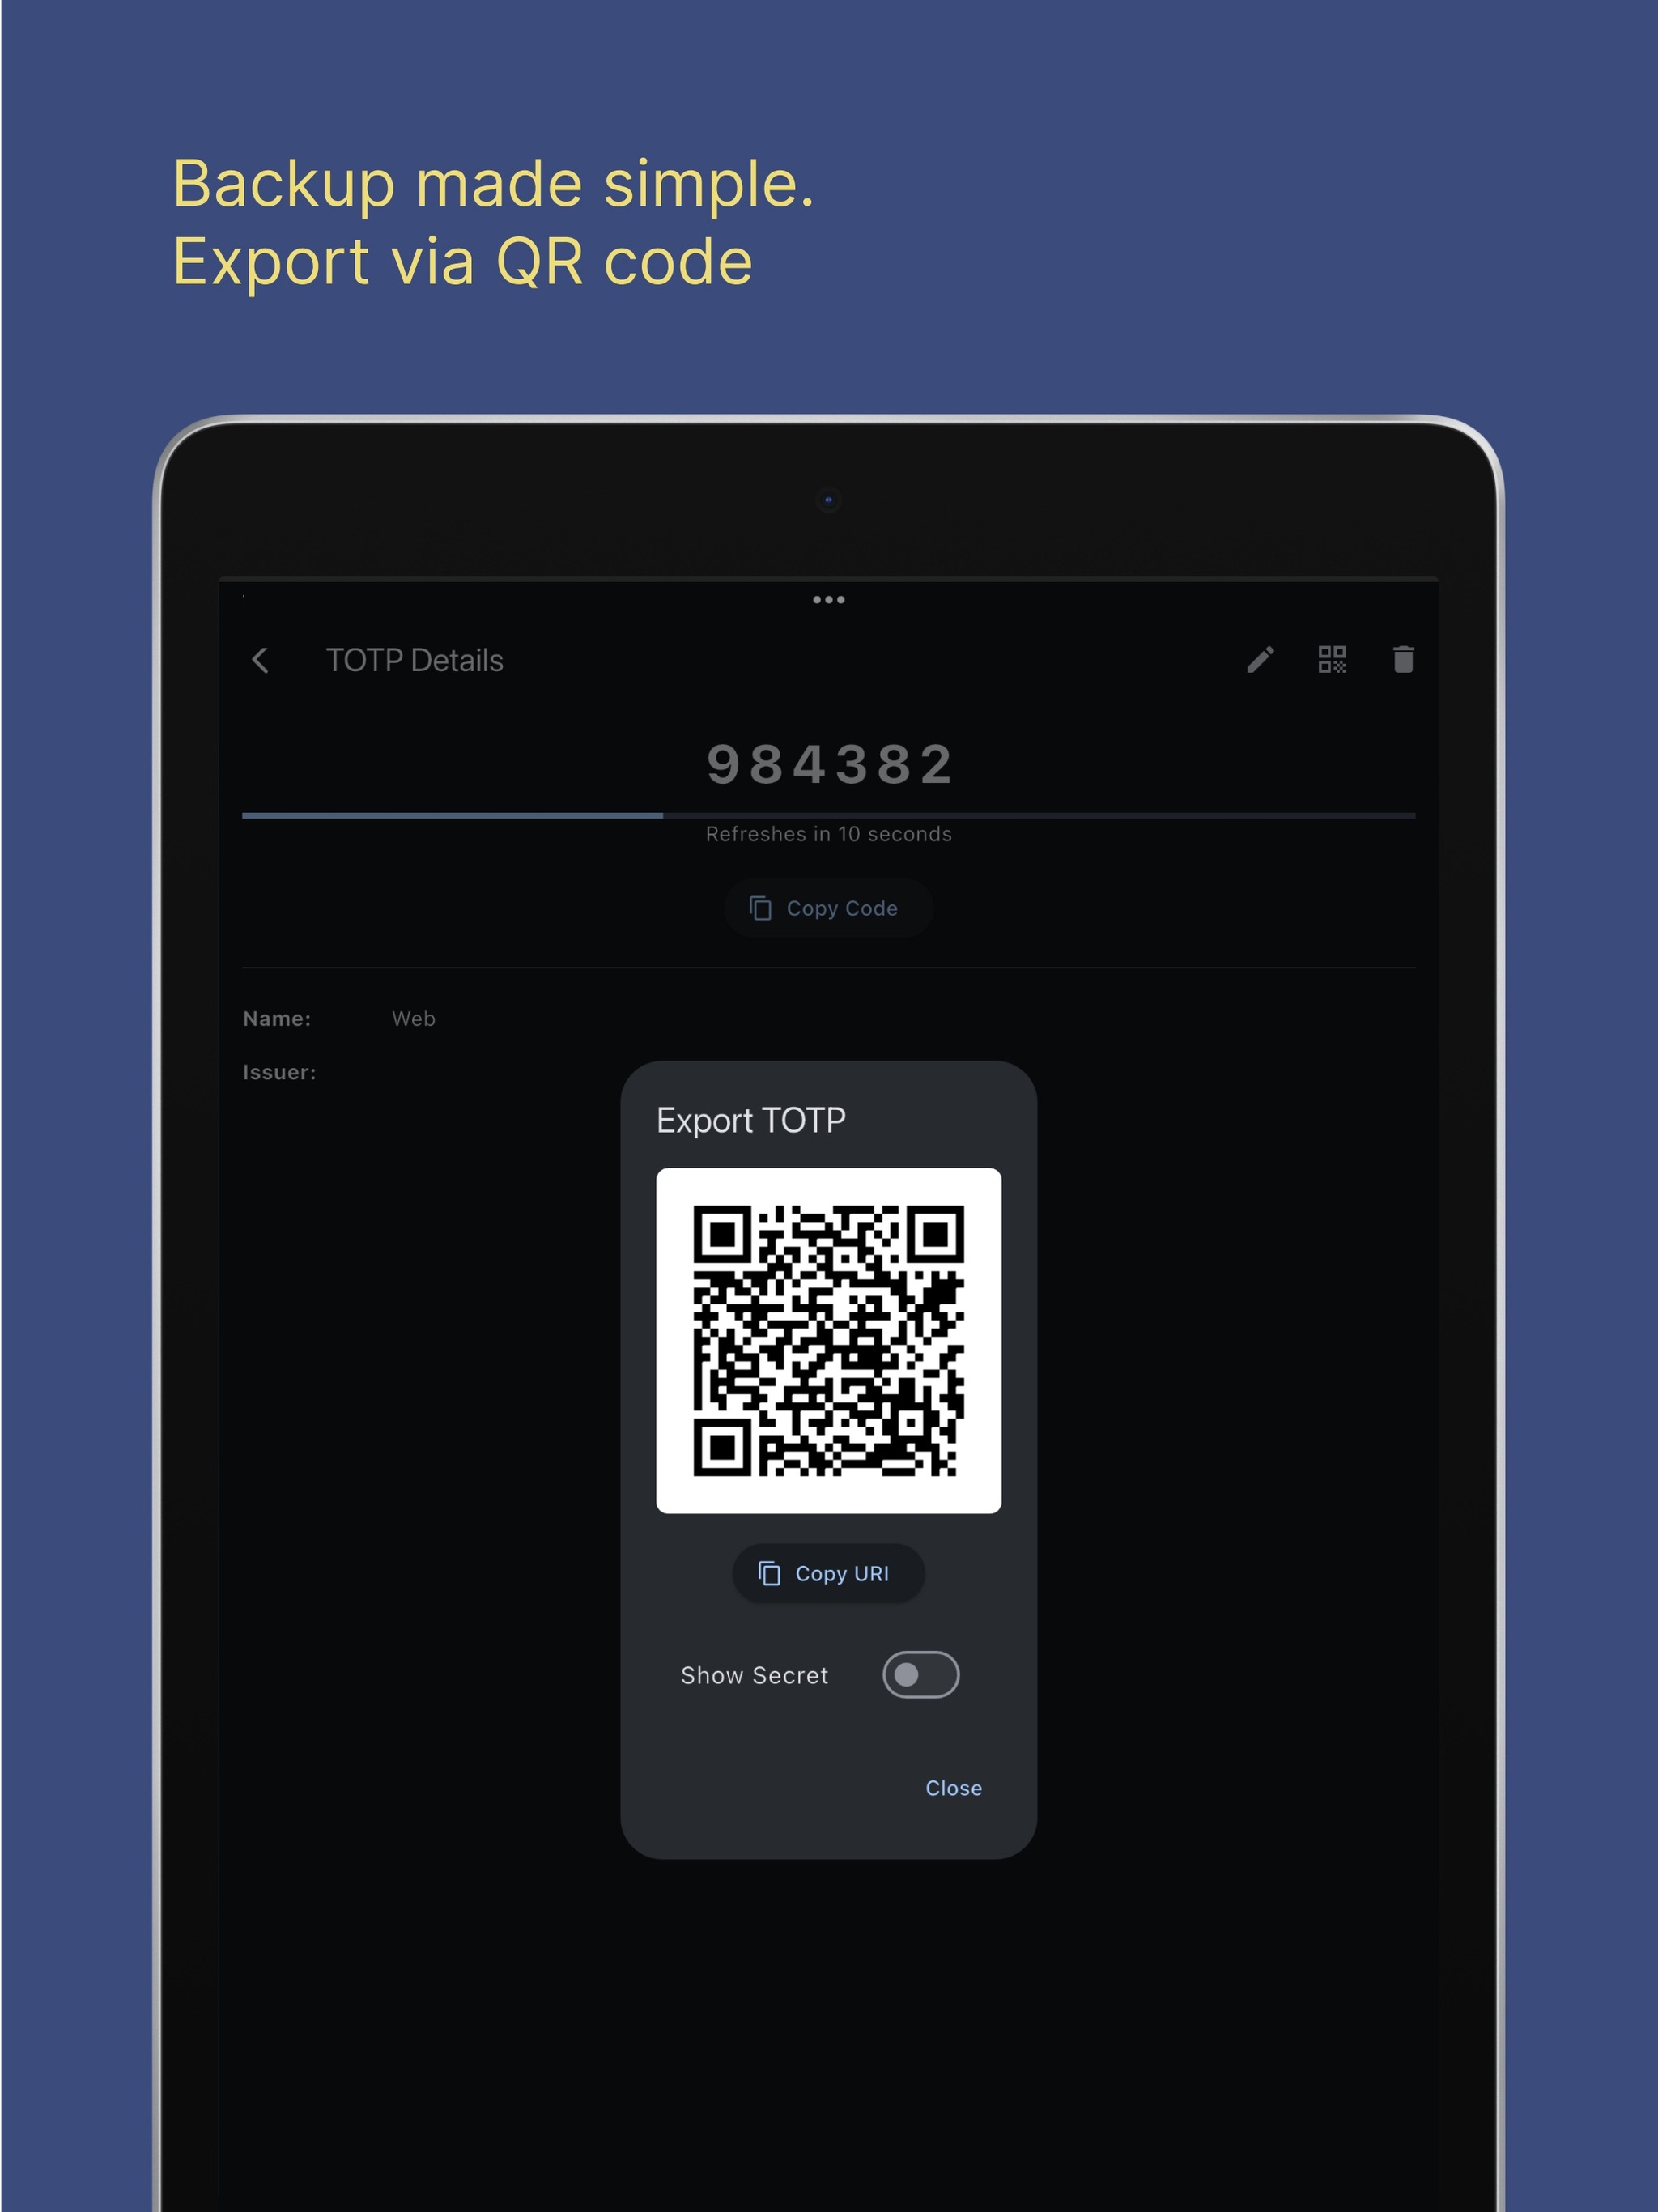 Backup made simple.
Export via QR code
TOTP Details
984382
Refreshes in 10 seconds
Copy Code
Name: Web
Issuer:
Export TOTP
Copy URI
Show Secret
Close